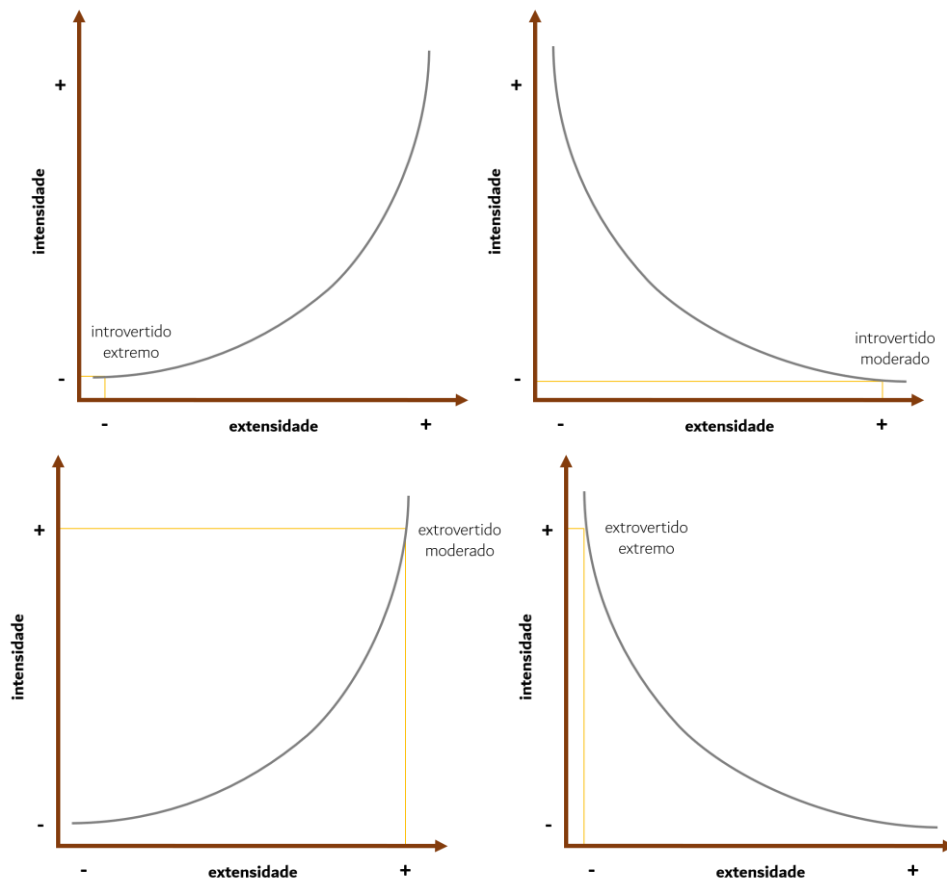 +
intensidade
introvertido
extremo
-
-
extensidade
+
+
intensidade
introvertido
moderado
-
-
extensidade
+
+
extrovertido
moderado
intensidade
-
-
extensidade
+
+
extrovertido
extremo
intensidade
-
-
extensidade
+